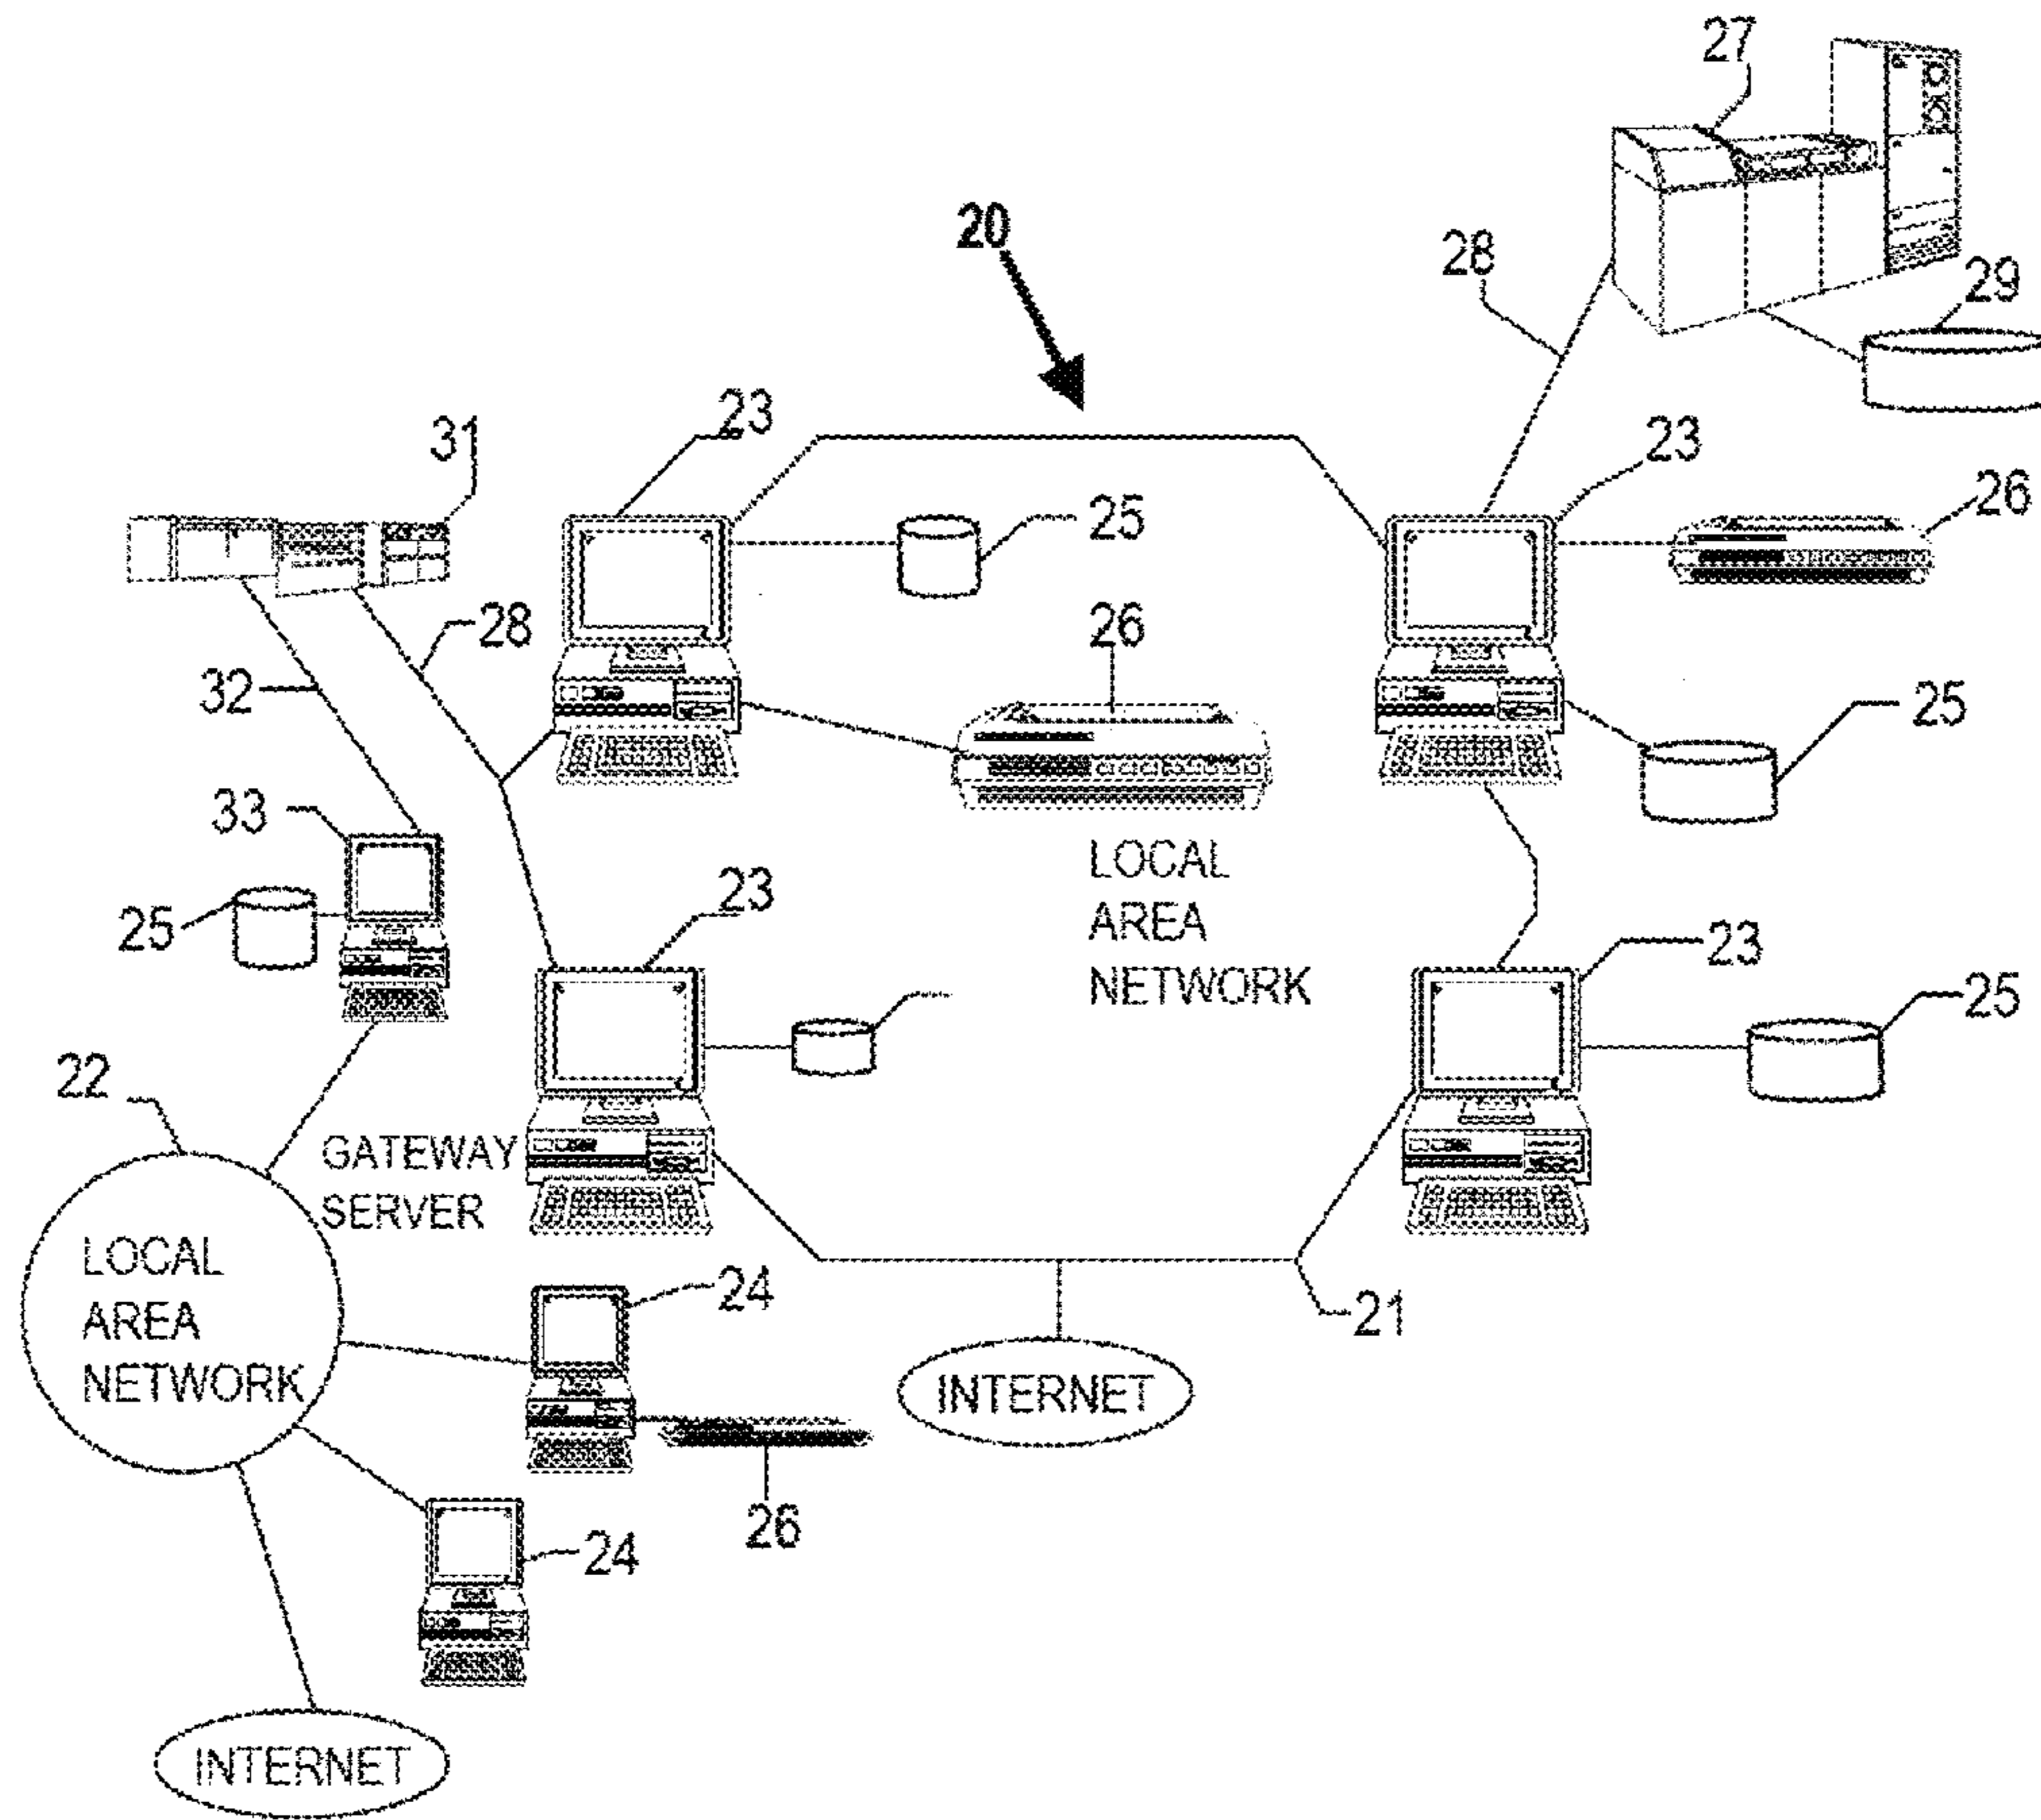 27
20
28
29
23
31
23
26
25
28
26
32
25
33
LOCAL
AREA
NETWORK
23
25
23
25
22
GATEWAY
SERVER
LOCAL
AREA
NETWORK
24
21
INTERNET
26
24
INTERNET